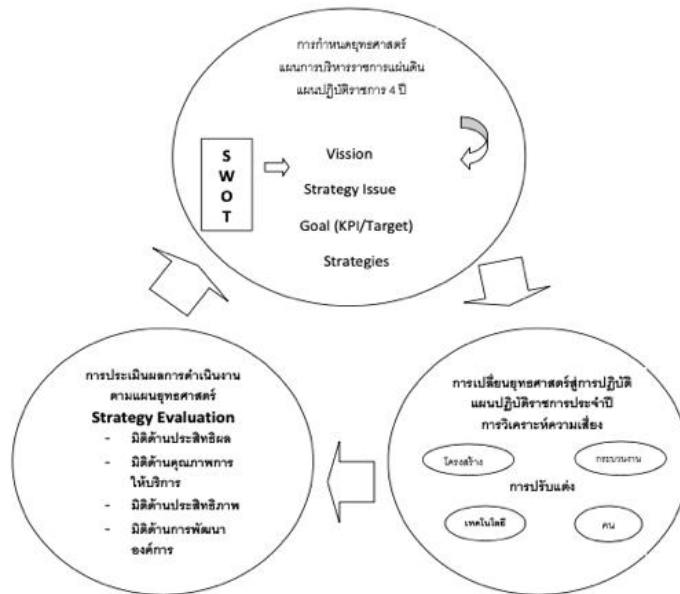 การกำหนดยุทธศาสตร์
แผนการบริหารราชการแผ่นดิน
แผนปฏิบัติราชการ 4 ปี
S
W
O
T
Vission
Strategy Issue
Goal (KPI/Target)
Strategies
การประเมินผลการดำเนินงาน
ตามแผนยุทธศาสตร์
Strategy Evaluation
- มิติด้านประสิทธิผล
- มิติด้านคุณภาพการ
ให้บริการ
- มิติด้านประสิทธิภาพ
- มิติด้านการพัฒนา
องค์การ
การเปลี่ยนยุทธศาสตร์สู่การปฏิบัติ
แผนปฏิบัติราชการประจำปี
การวิเคราะห์ความเสี่ยง
โครงสร้าง
กระบวนงาน
การปรับแต่ง
เทคโนโลยี
คน